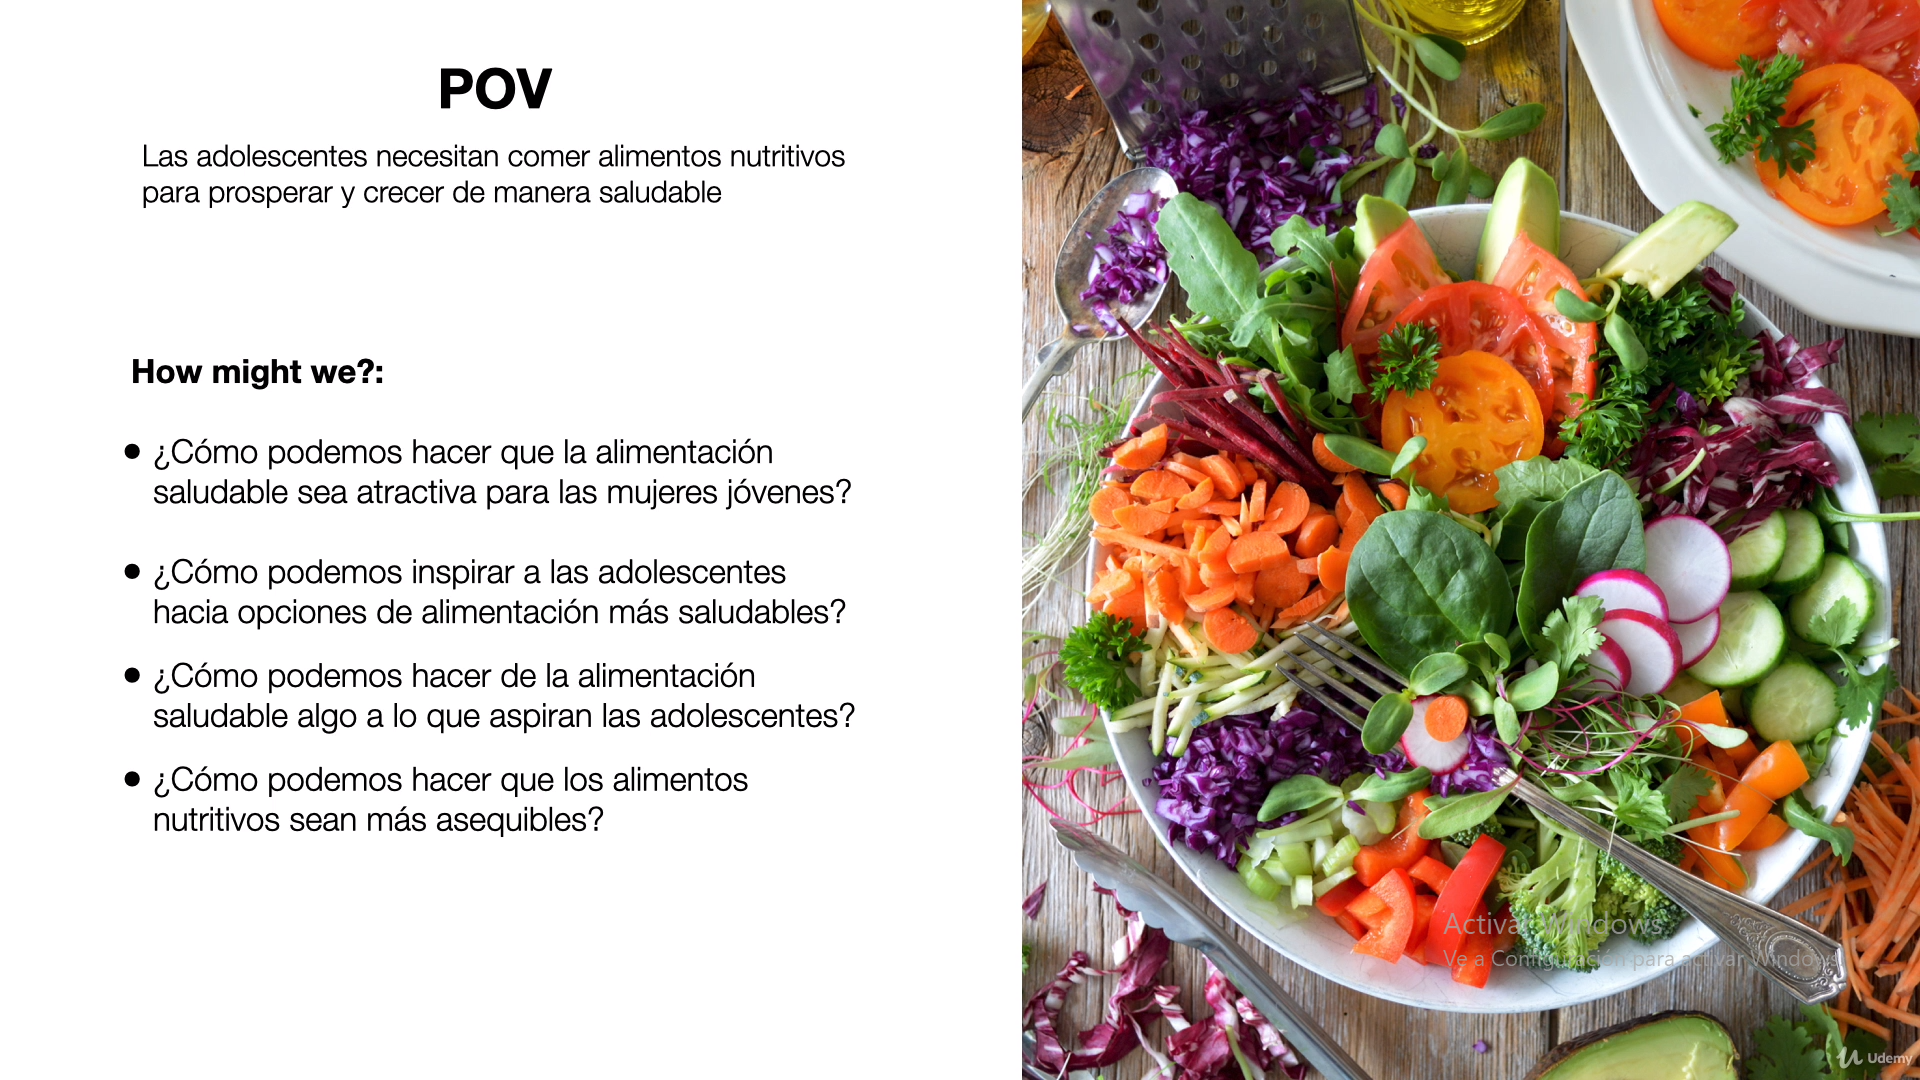 POV
Las adolescentes necesitan comer alimentos nutritivos
para prosperar y crecer de manera saludable
How might we?:
• ¿Cómo podemos hacer que la alimentación
saludable sea atractiva para las mujeres jóvenes?
• ¿Cómo podemos inspirar a las adolescentes
hacia opciones de alimentación más saludables?
• ¿Cómo podemos hacer de la alimentación
saludable algo a lo que aspiran las adolescentes?
• ¿Cómo podemos hacer que los alimentos
nutritivos sean más asequibles?
Activar Windows
Ve a Configuración para activar Windows.
Udemy